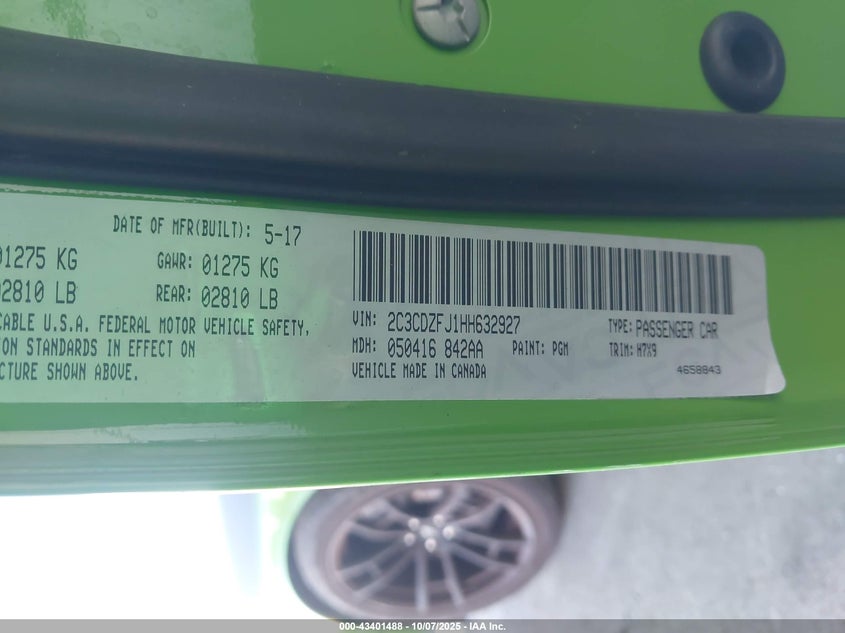 DATE OF MFR(BUILT): 5-17
01275 KG GAWR: 01275 KG
02810 LB REAR: 02810 LB
CABLE U.S.A. FEDERAL MOTOR VEHICLE SAFETY,
ION STANDARDS IN EFFECT ON
CTURE SHOWN ABOVE.
VIN: 2C3CDZFJ1HH632927 TYPE: PASSENGER CAR
MDH: 050416 842AA PAINT: PGM TRIM: H7X9
VEHICLE MADE IN CANADA 4658843
000-43401488 - 10/07/2025 - IAA Inc.